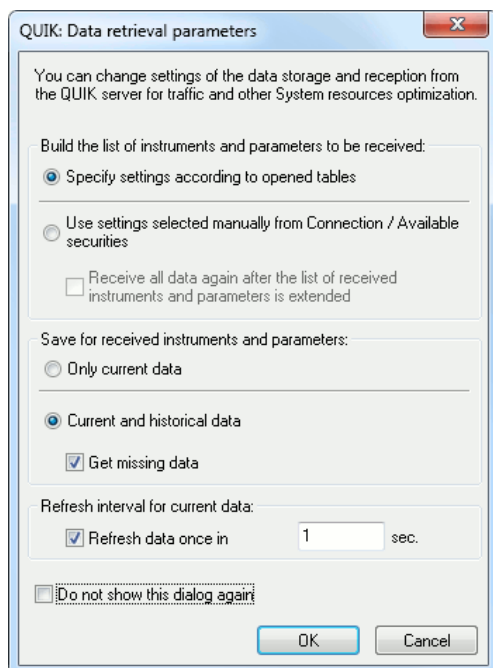 QUIK: Data retrieval parameters
You can change settings of the data storage and reception from
the QUIK server for traffic and other System resources optimization.
Build the list of instruments and parameters to be received:
Specify settings according to opened tables
Use settings selected manually from Connection / Available
securities
Receive all data again after the list of received
instruments and parameters is extended
Save for received instruments and parameters:
Only current data
Current and historical data
Get missing data
Refresh interval for current data:
Refresh data once in 1 sec.
Do not show this dialog again
OK Cancel